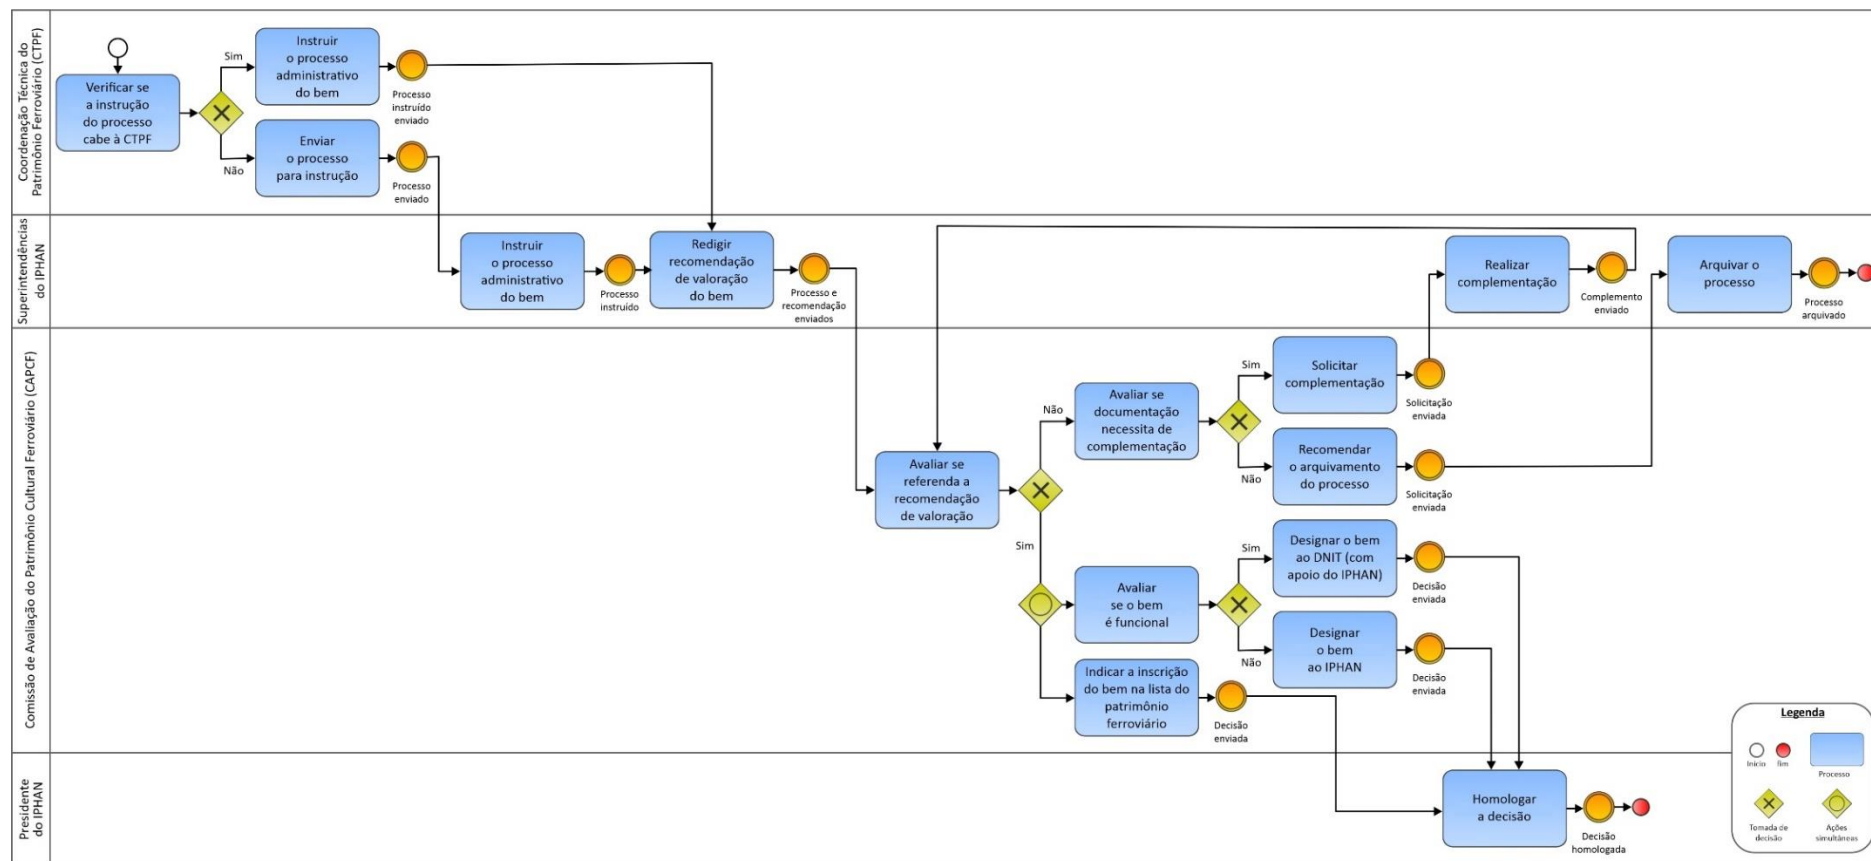 Coordenação Técnica do
Patrimônio Ferroviário (CTPF)
Verificar se
a instrução
do processo
cabe à CTPF
Sim
Não
Instruir
o processo
administrativo
do bem
Processo
instruído
enviado
Enviar
o processo
para instrução
Processo
enviado
Superintendências
do IPHAN
Instruir
o processo
administrativo
do bem
Processo
instruído
Redigir
recomendação
de valoração
do bem
Processo e
recomendação
enviados
Realizar
complementação
Complemento
enviado
Arquivar o
processo
Processo
arquivado
Comissão de Avaliação do Patrimônio Cultural Ferroviário (CAPCF)
Avaliar se
referenda a
recomendação
de valoração
Não
Sim
Avaliar se
documentação
necessita de
complementação
Sim
Não
Solicitar
complementação
Solicitação
enviada
Recomendar
o arquivamento
do processo
Solicitação
enviada
Avaliar
se o bem
é funcional
Sim
Não
Designar o bem
ao DNIT (com
apoio do IPHAN)
Decisão
enviada
Designar
o bem
ao IPHAN
Decisão
enviada
Indicar a inscrição
do bem na lista do
patrimônio
ferroviário
Decisão
enviada
Presidente
do IPHAN
Homologar
a decisão
Decisão
homologada
Legenda
Início
fim
Processo
Tomada de
decisão
Ações
simultâneas